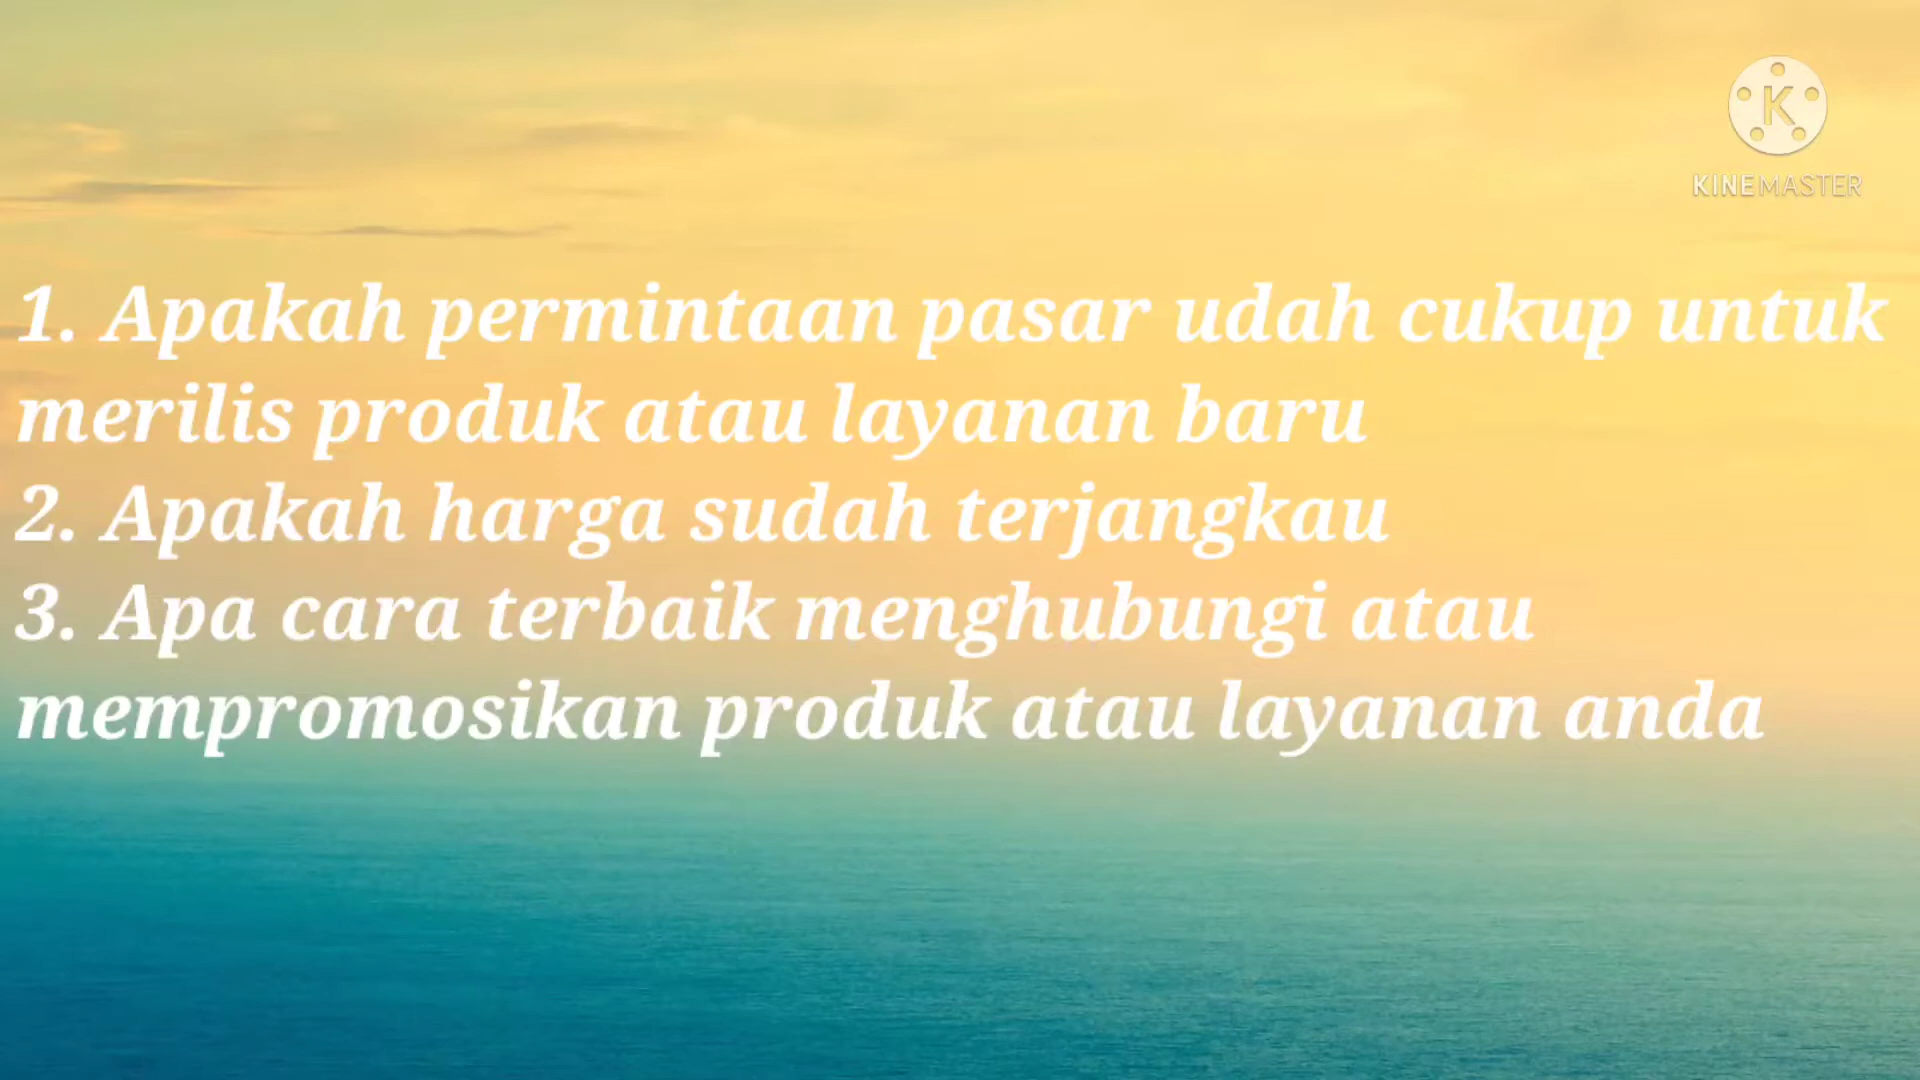 K
KINEMASTER
1. Apakah permintaan pasar udah cukup untuk
merilis produk atau layanan baru
2. Apakah harga sudah terjangkau
3. Apa cara terbaik menghubungi atau
mempromosikan produk atau layanan anda